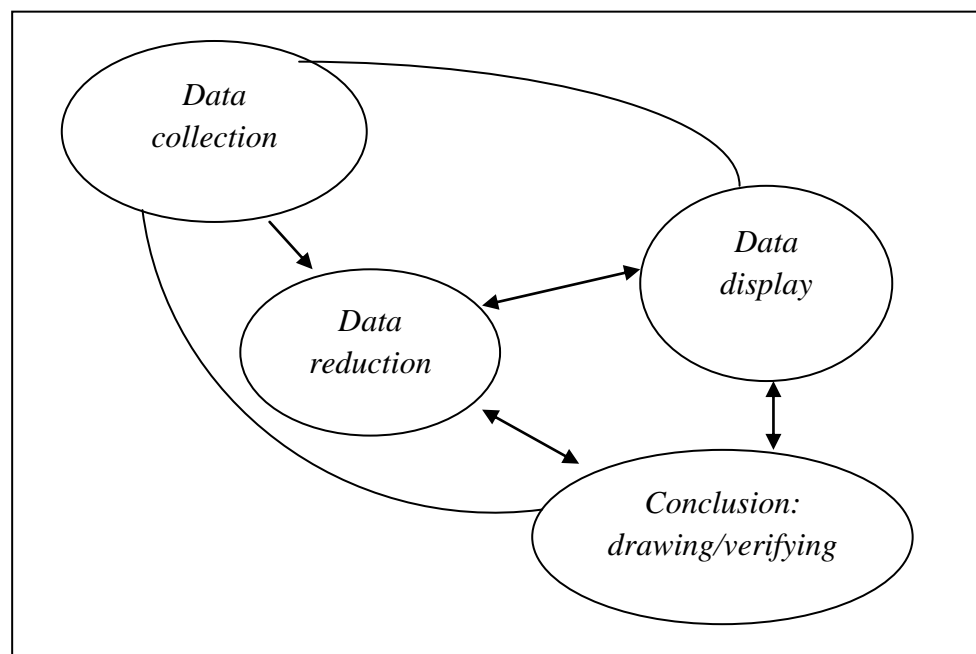 Data
collection
Data
display
Data
reduction
Conclusion:
drawing/verifying